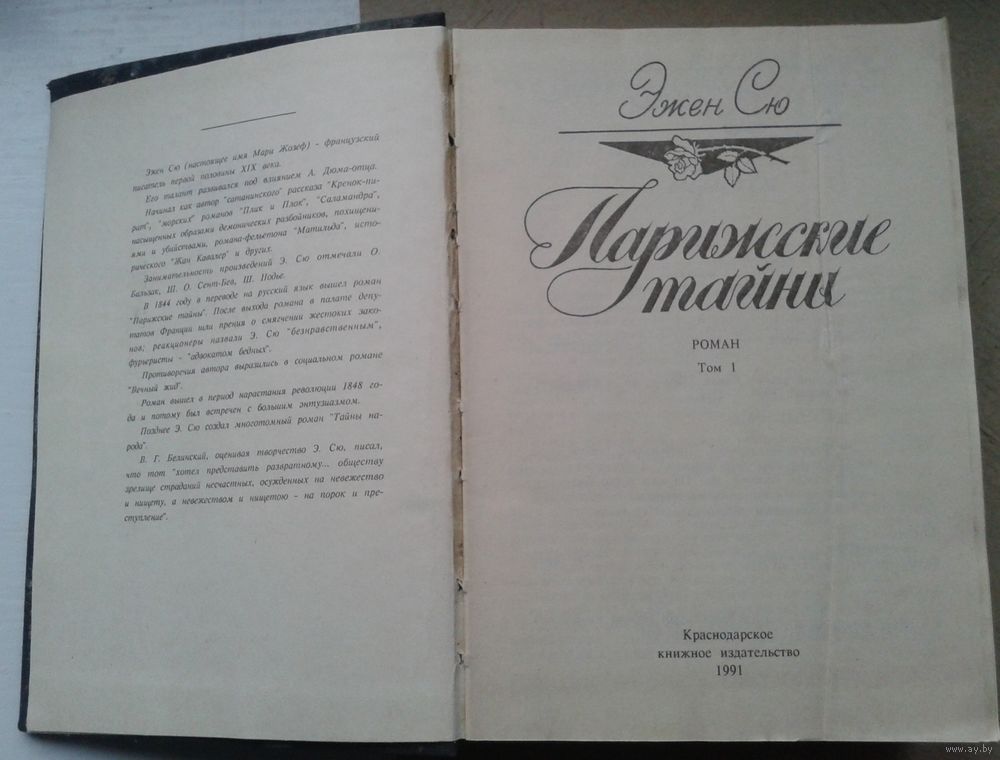 Эжен Сю (настоящее имя Мари Жозеф) - французский
писатель первой половины XIX века.
Его талант развивался под влиянием А. Дюма-отца.
Начинал как автор "сатанинского" рассказа "Кренок-пи-
рат", "морских" романов "Плик и Плок", "Саламандра",
насыщенных образами демонических разбойников, похищени-
ями и убийствами, романа-фельетона "Матильда", исто-
рического "Жан Кавалер" и других.
Занимательность произведений Э. Сю отмечали О.
Бальзак, Ш. О. Сент-Бев, Ш. Нодье.
В 1844 году в переводе на русский язык вышел роман
"Парижские тайны". После выхода романа в палате депу-
татов Франции шли прения о смягчении жестоких зако-
нов; реакционеры назвали Э. Сю "безнравственным",
фурьеристы - "адвокатом бедных".
Противоречия автора выразились в социальном романе
"Вечный жид".
Роман вышел в период нарастания революции 1848 го-
да и потому был встречен с большим энтузиазмом.
Позднее Э. Сю создал многотомный роман "Тайны на-
рода".
В. Г. Белинский, оценивая творчество Э. Сю, писал,
что тот "хотел представить развратному... обществу
зрелище страданий несчастных, осужденных на невежество
и нищету, а невежеством и нищетою - на порок и пре-
ступление".
Эжен Сю
Парижские
тайны
РОМАН
Том 1
Краснодарское
книжное издательство
1991
www.ay.by